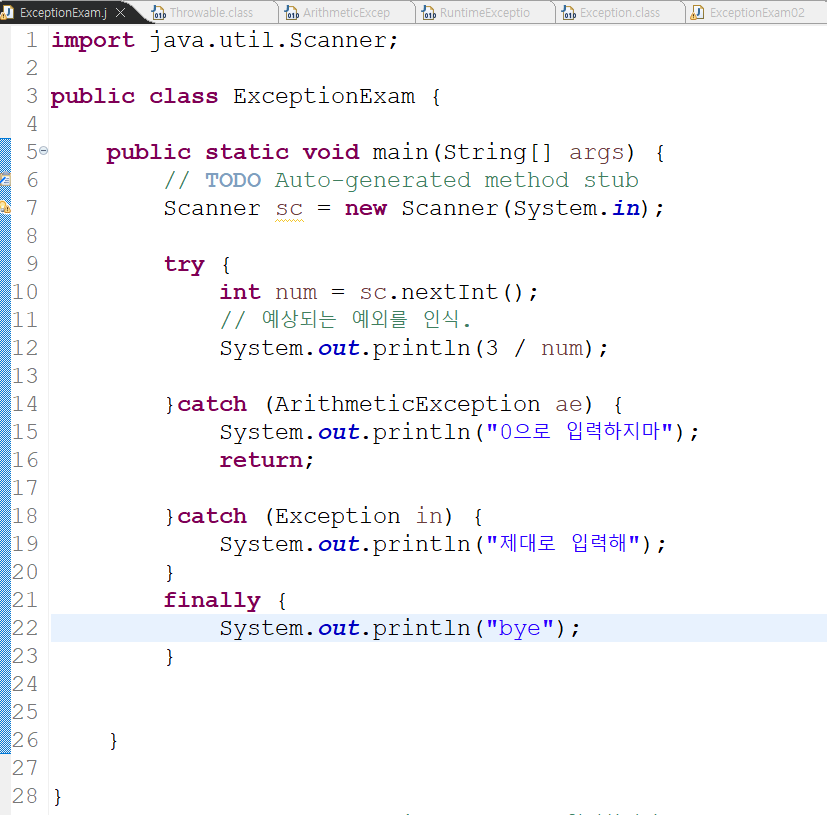 ExceptionExam.j
Throwable.class
ArithmeticExcep
RuntimeExceptio
Exception.class
ExceptionExam02
1 import java.util.Scanner;
2
3 public class ExceptionExam {
4
5     public static void main(String[] args) {
6         // TODO Auto-generated method stub
7         Scanner sc = new Scanner(System.in);
8
9         try {
10             int num = sc.nextInt();
11             // 예상되는 예외를 인식.
12             System.out.println(3 / num);
13
14         }catch (ArithmeticException ae) {
15             System.out.println("0으로 입력하지마");
16             return;
17
18         }catch (Exception in) {
19             System.out.println("제대로 입력해");
20         }
21         finally {
22             System.out.println("bye");
23         }
24
25
26     }
27
28 }